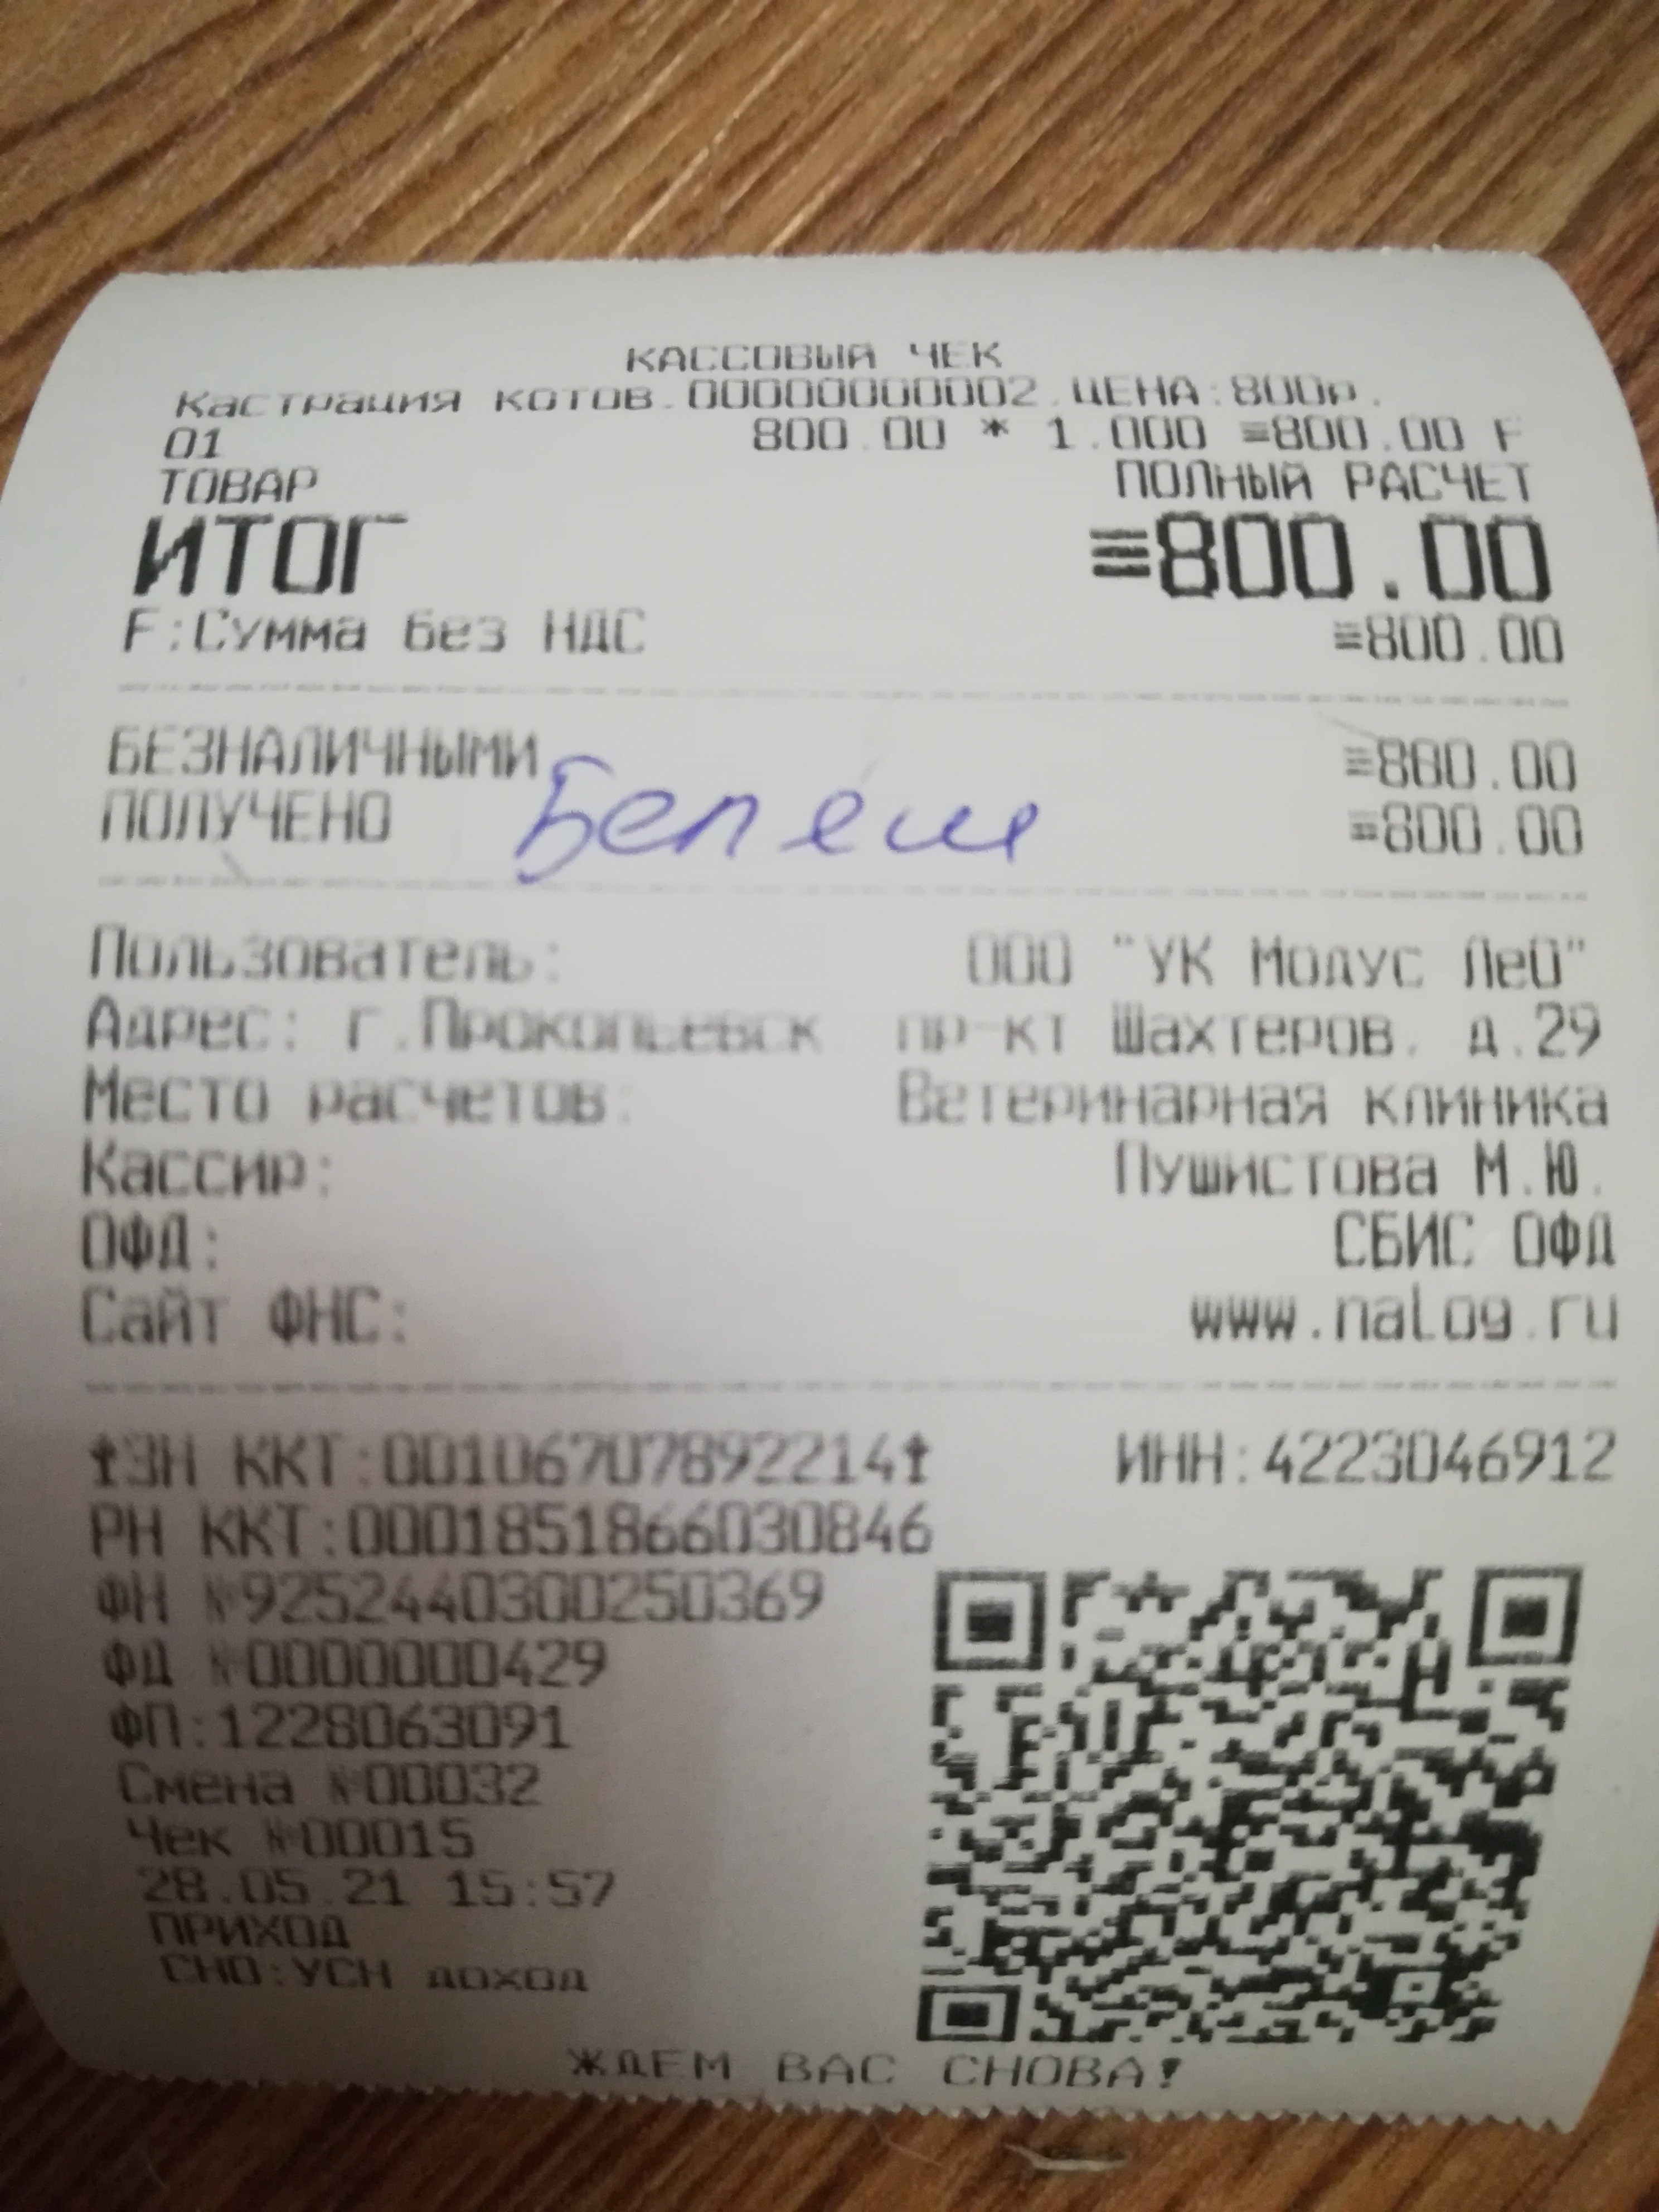 КАССОВЫЙ ЧЕК
Кастрация котов.00000000002.ЦЕНА:800р.
01 800.00 * 1.000 ≡800.00 F
ТОВАР ПОЛНЫЙ РАСЧЕТ
ИТОГ ≡800.00
F:Сумма без НДС ≡800.00
БЕЗНАЛИЧНЫМИ ≡800.00
ПОЛУЧЕНО ≡800.00
Пользователь: ООО "УК Модус ЛеО"
Адрес: г.Прокопьевск, пр-кт Шахтеров, д.29
Место расчетов: Ветеринарная клиника
Кассир: Пушистова М.Ю.
ОФД: СБИС ОФД
Сайт ФНС: www.nalog.ru
ЗН ККТ:00106707892214 ИНН:4223046912
РН ККТ:0001851866030846
ФН №9252440300250369
ФД №0000000429
ФП:1228063091
Смена №00032
Чек №00015
28.05.21 15:57
ПРИХОД
СНО:УСН доход
ЖДЕМ ВАС СНОВА!